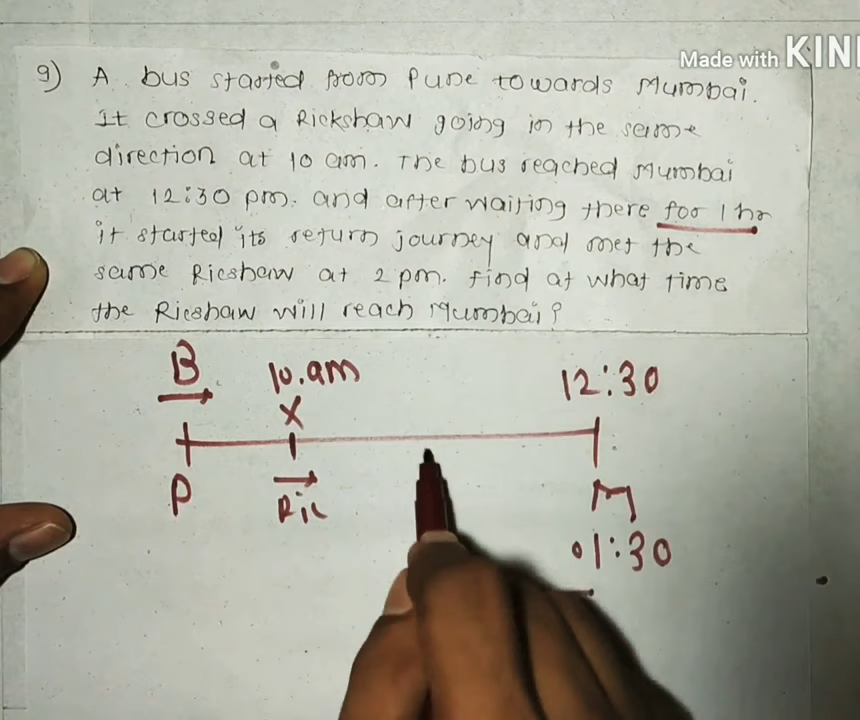 Made with KIN
9) A bus started from Pune towards Mumbai.
It crossed a Rickshaw going in the same
direction at 10 am. The bus reached Mumbai
at 12:30 pm. and after waiting there for 1 hr
it started its return journey and met the
same Ricshaw at 2 pm. find at what time
the Ricshaw will reach Mumbai?
B 10.am 12:30
X
P Ric M
01:30